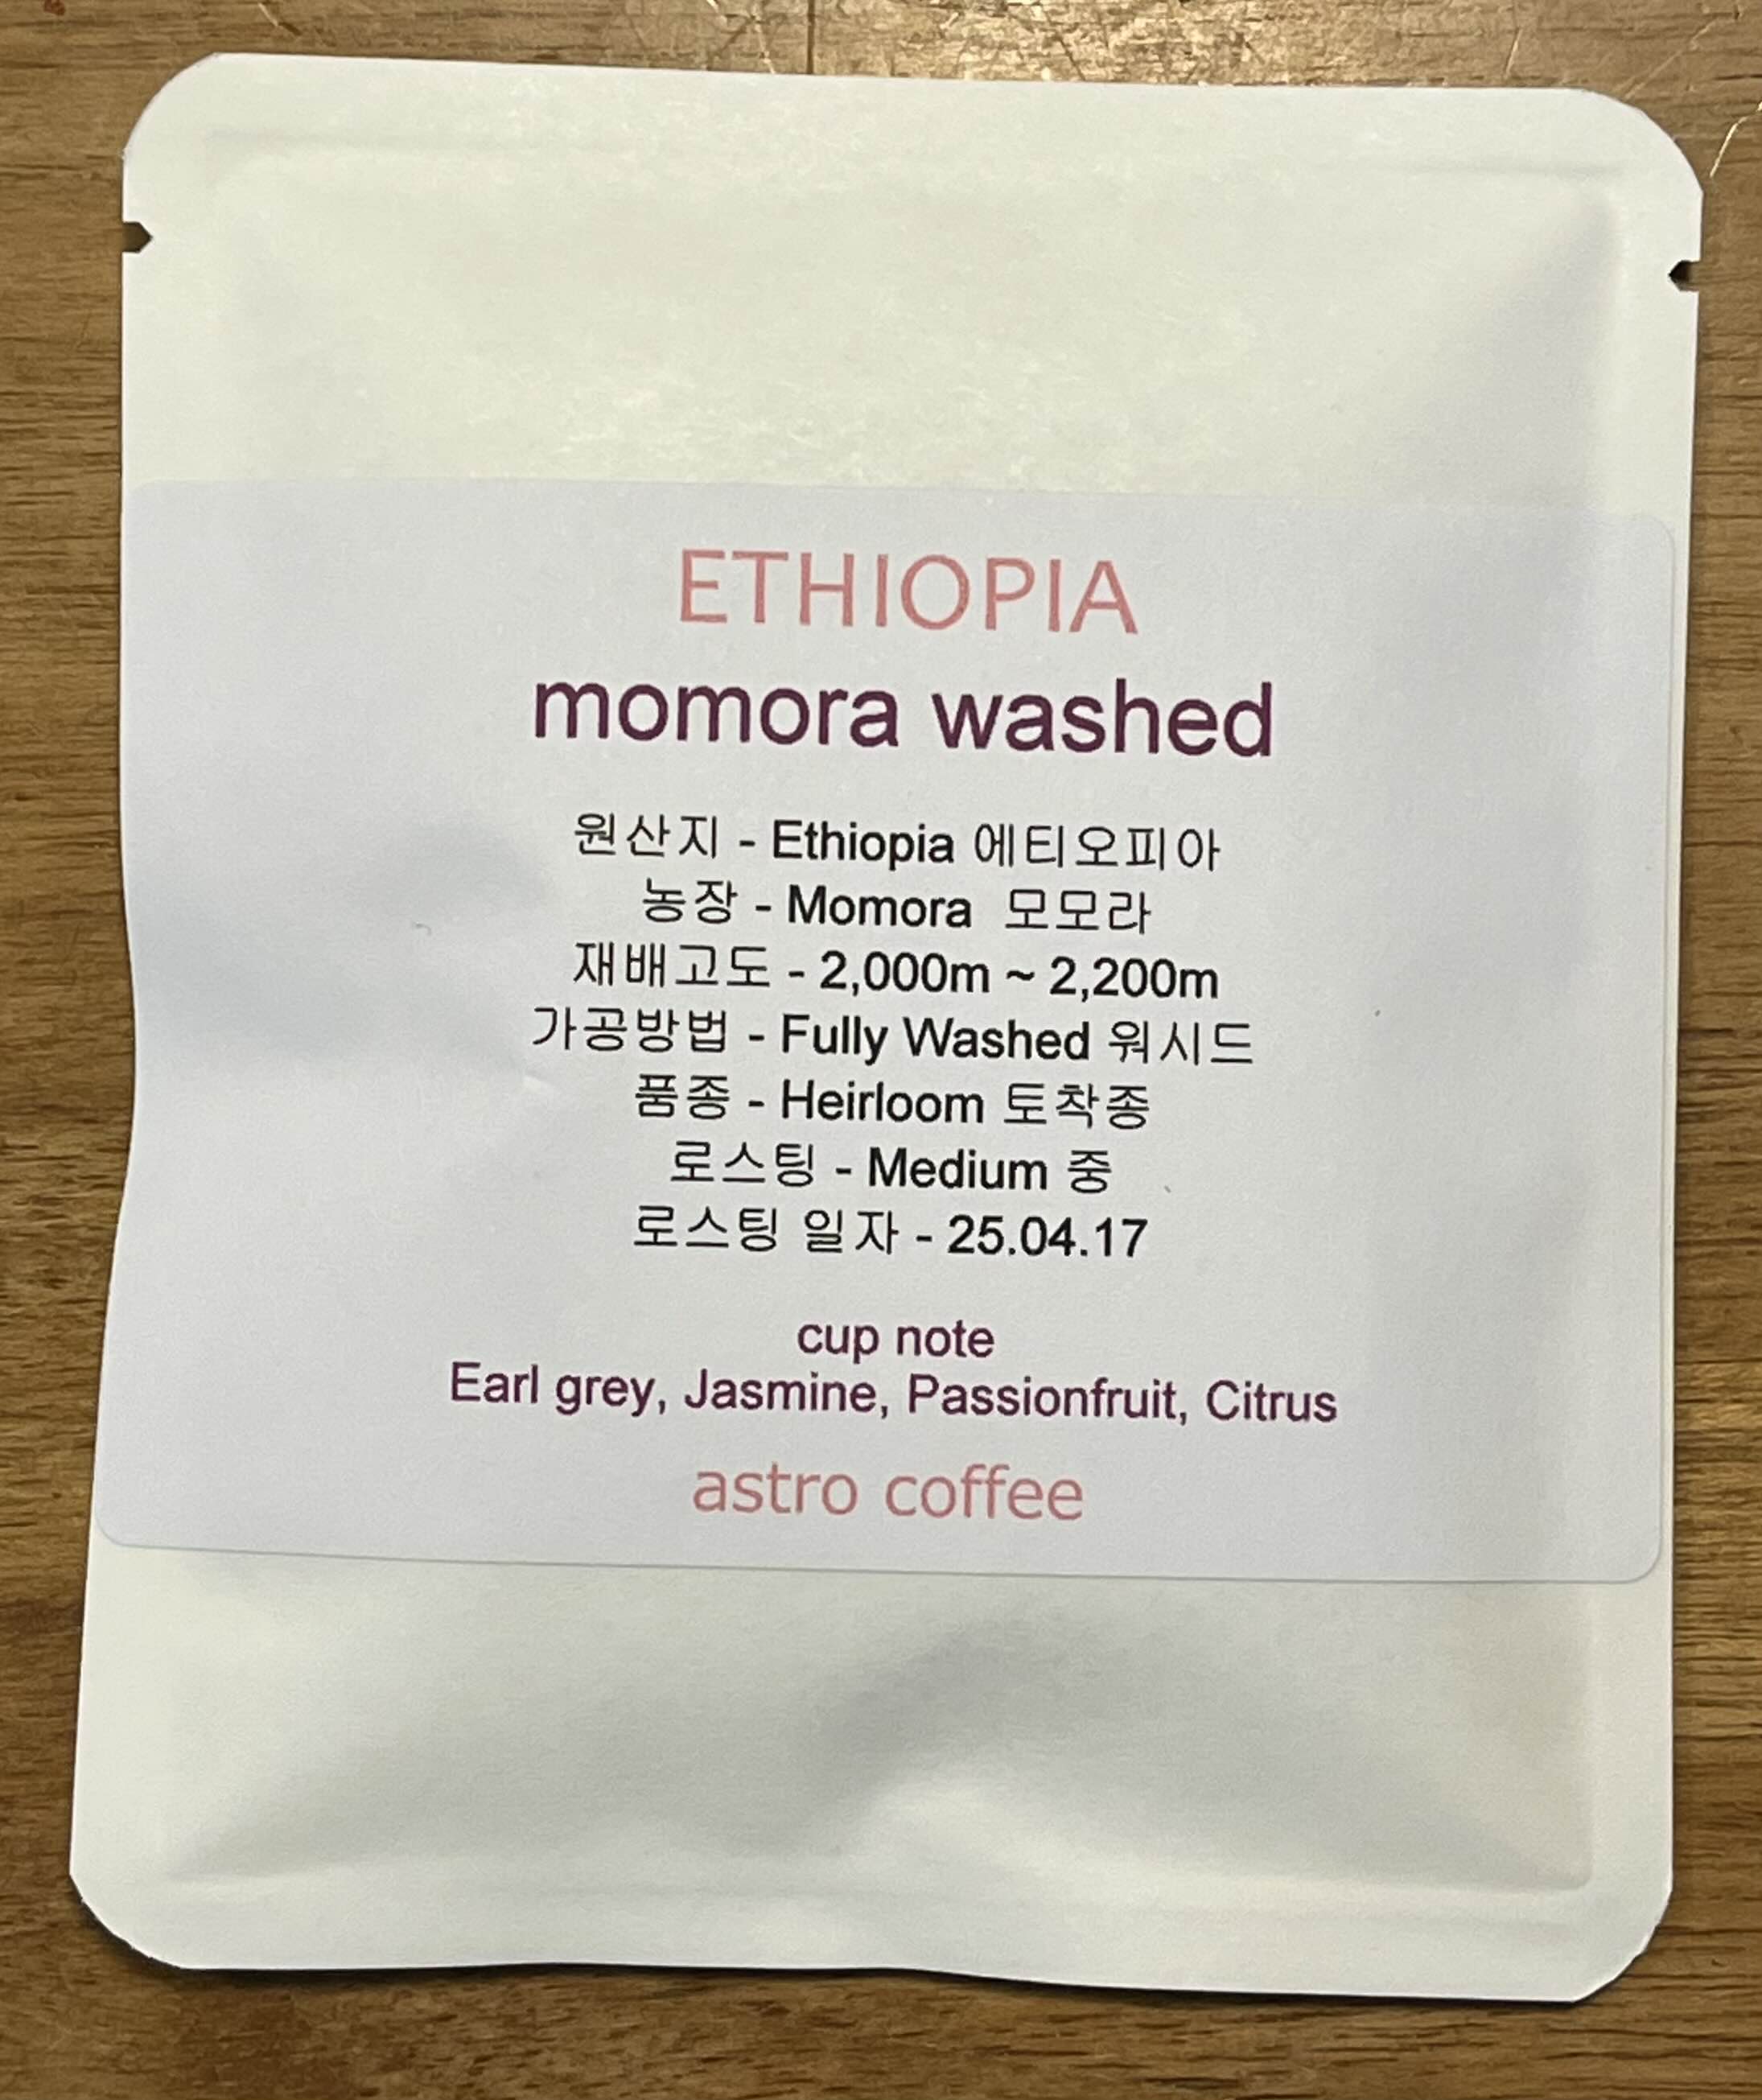 ETHIOPIA
momora washed
원산지 - Ethiopia 에티오피아
농장 - Momora 모모라
재배고도 - 2,000m ~ 2,200m
가공방법 - Fully Washed 워시드
품종 - Heirloom 토착종
로스팅 - Medium 중
로스팅 일자 - 25.04.17
cup note
Earl grey, Jasmine, Passionfruit, Citrus
astro coffee